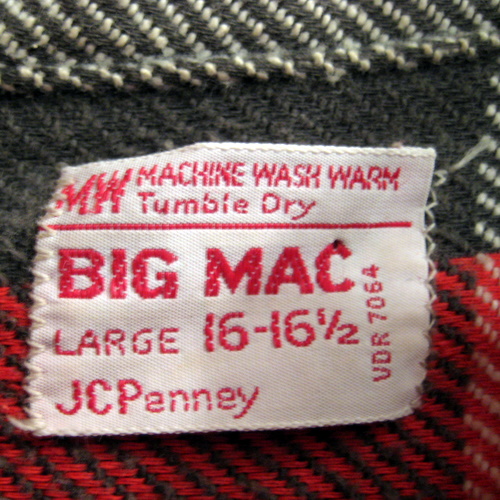 MW MACHINE WASH WARM
Tumble Dry
BIG MAC
LARGE 16-16½
JCPenney
VDR 7064